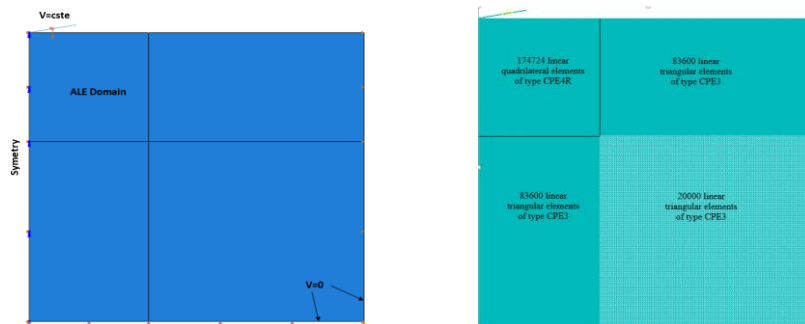 V=cste
ALE Domain
Symetry
V=0
174724 linear
quadrilateral elements
of type CPE4R
83600 linear
triangular elements
of type CPE3
83600 linear
triangular elements
of type CPE3
20000 linear
triangular elements
of type CPE3